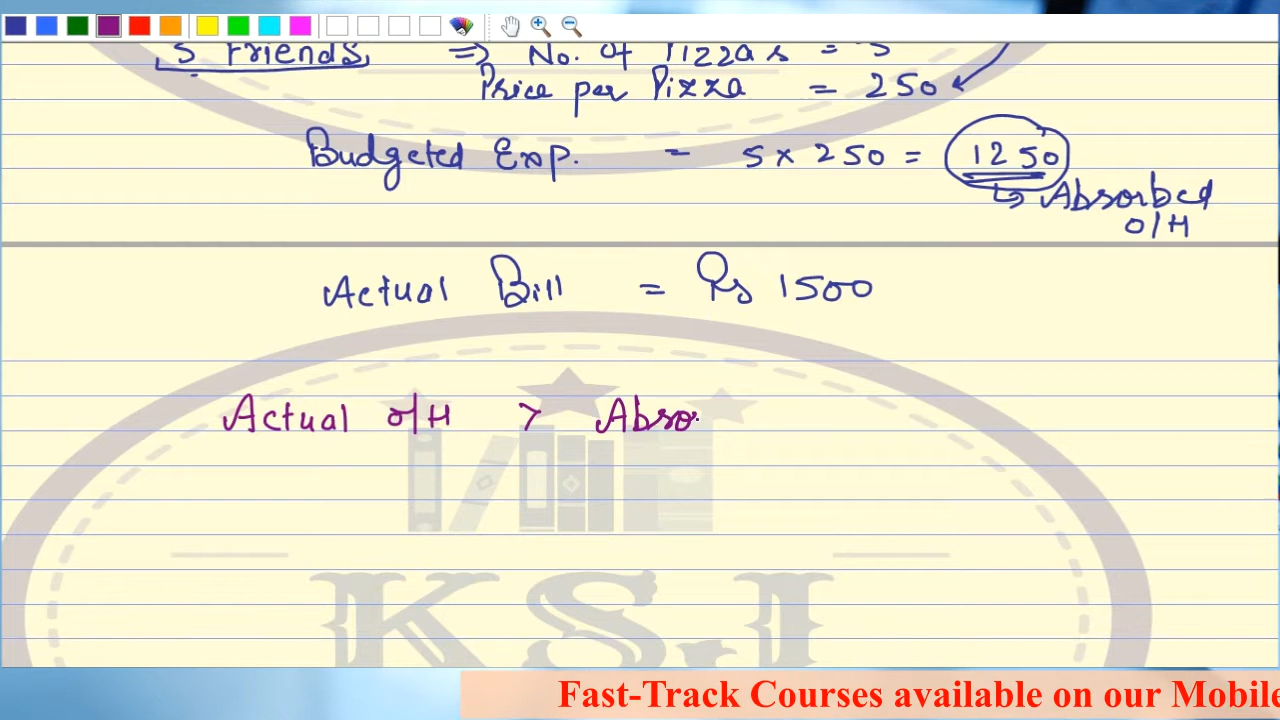 5 Friends ⇒ No. of Pizzas = 5
Price per Pizza = 250
Budgeted Exp. = 5 x 250 = 1250
↳ Absorbed
O/H
Actual Bill = Rs 1500
Actual O/H > Abso
KSJ
Fast-Track Courses available on our Mobile